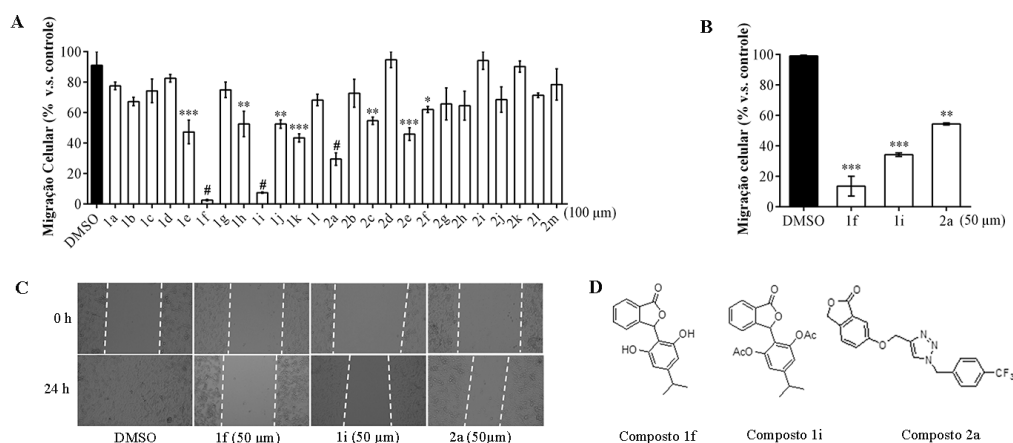 A
Migração Celular (% v.s. controle)
100
80
60
40
20
0
***
#
**
#
**
***
#
**
***
*
DMSO
1a
1b
1c
1d
1e
1f
1g
1h
1i
1j
1k
1l
2a
2b
2c
2d
2e
2f
2g
2h
2i
2j
2k
2l
2m
(100 µm)
B
Migração celular (% v.s. controle)
100
80
60
40
20
0
***
***
**
DMSO
1f
1i
2a
(50 µm)
C
0 h
24 h
DMSO
1f (50 µm)
1i (50 µm)
2a (50µm)
D
O
O
OH
HO
Composto 1f
O
O
OAc
AcO
Composto 1i
O
O
O
N
N
N
CF3
Composto 2a